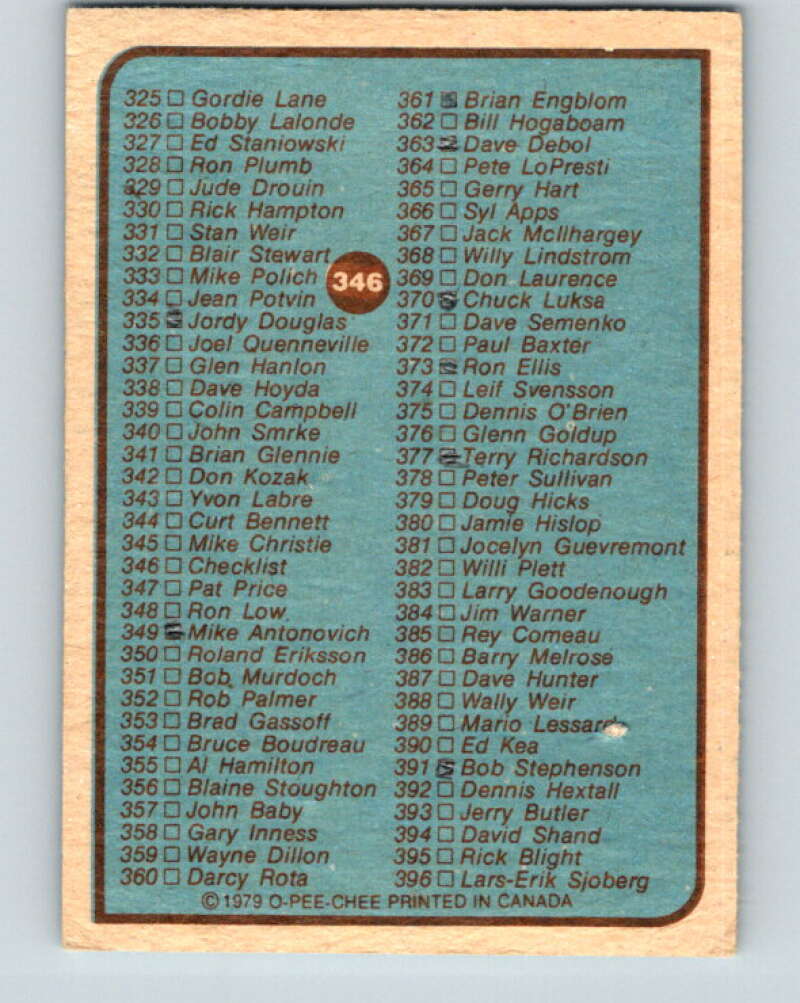 325 □ Gordie Lane
326 □ Bobby Lalonde
327 □ Ed Staniowski
328 □ Ron Plumb
329 □ Jude Drouin
330 □ Rick Hampton
331 □ Stan Weir
332 □ Blair Stewart
333 □ Mike Polich
334 □ Jean Potvin
335 □ Jordy Douglas
336 □ Joel Quenneville
337 □ Glen Hanlon
338 □ Dave Hoyda
339 □ Colin Campbell
340 □ John Smrke
341 □ Brian Glennie
342 □ Don Kozak
343 □ Yvon Labre
344 □ Curt Bennett
345 □ Mike Christie
346 □ Checklist
347 □ Pat Price
348 □ Ron Low
349 □ Mike Antonovich
350 □ Roland Eriksson
351 □ Bob Murdoch
352 □ Rob Palmer
353 □ Brad Gassoff
354 □ Bruce Boudreau
355 □ Al Hamilton
356 □ Blaine Stoughton
357 □ John Baby
358 □ Gary Inness
359 □ Wayne Dillon
360 □ Darcy Rota
346
361 □ Brian Engblom
362 □ Bill Hogaboam
363 □ Dave Debol
364 □ Pete LoPresti
365 □ Gerry Hart
366 □ Syl Apps
367 □ Jack McIlhargey
368 □ Willy Lindstrom
369 □ Don Laurence
370 □ Chuck Luksa
371 □ Dave Semenko
372 □ Paul Baxter
373 □ Ron Ellis
374 □ Leif Svensson
375 □ Dennis O'Brien
376 □ Glenn Goldup
377 □ Terry Richardson
378 □ Peter Sullivan
379 □ Doug Hicks
380 □ Jamie Hislop
381 □ Jocelyn Guevremont
382 □ Willi Plett
383 □ Larry Goodenough
384 □ Jim Warner
385 □ Rey Comeau
386 □ Barry Melrose
387 □ Dave Hunter
388 □ Wally Weir
389 □ Mario Lessard
390 □ Ed Kea
391 □ Bob Stephenson
392 □ Dennis Hextall
393 □ Jerry Butler
394 □ David Shand
395 □ Rick Blight
396 □ Lars-Erik Sjoberg
© 1979 O-PEE-CHEE PRINTED IN CANADA